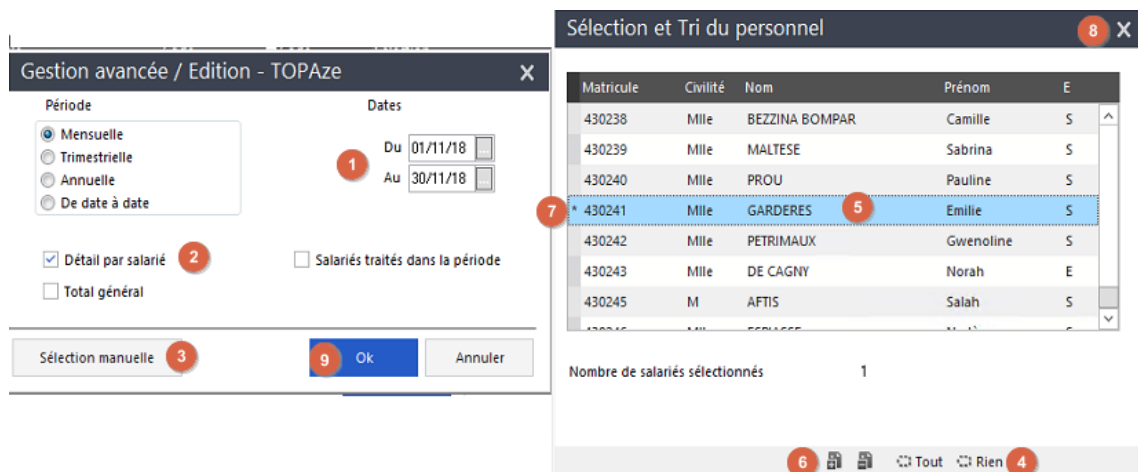 Gestion avancée / Edition - TOPAze
Période
Dates
Mensuelle
Trimestrielle
Annuelle
De date à date
1
Du 01/11/18 ...
Au 30/11/18 ...
Détail par salarié 2
Salariés traités dans la période
Total général
Sélection manuelle 3
9 Ok
Annuler
Sélection et Tri du personnel 8 X
Matricule Civilité Nom Prénom E
430238 Mlle BEZZINA BOMPAR Camille S
430239 Mlle MALTESE Sabrina S
430240 Mlle PROU Pauline S
7 * 430241 Mlle GARDERES 5 Emilie S
430242 Mlle PETRIMAUX Gwenoline S
430243 Mlle DE CAGNY Norah E
430245 M AFTIS Salah S
Nombre de salariés sélectionnés 1
6 Tout Rien 4